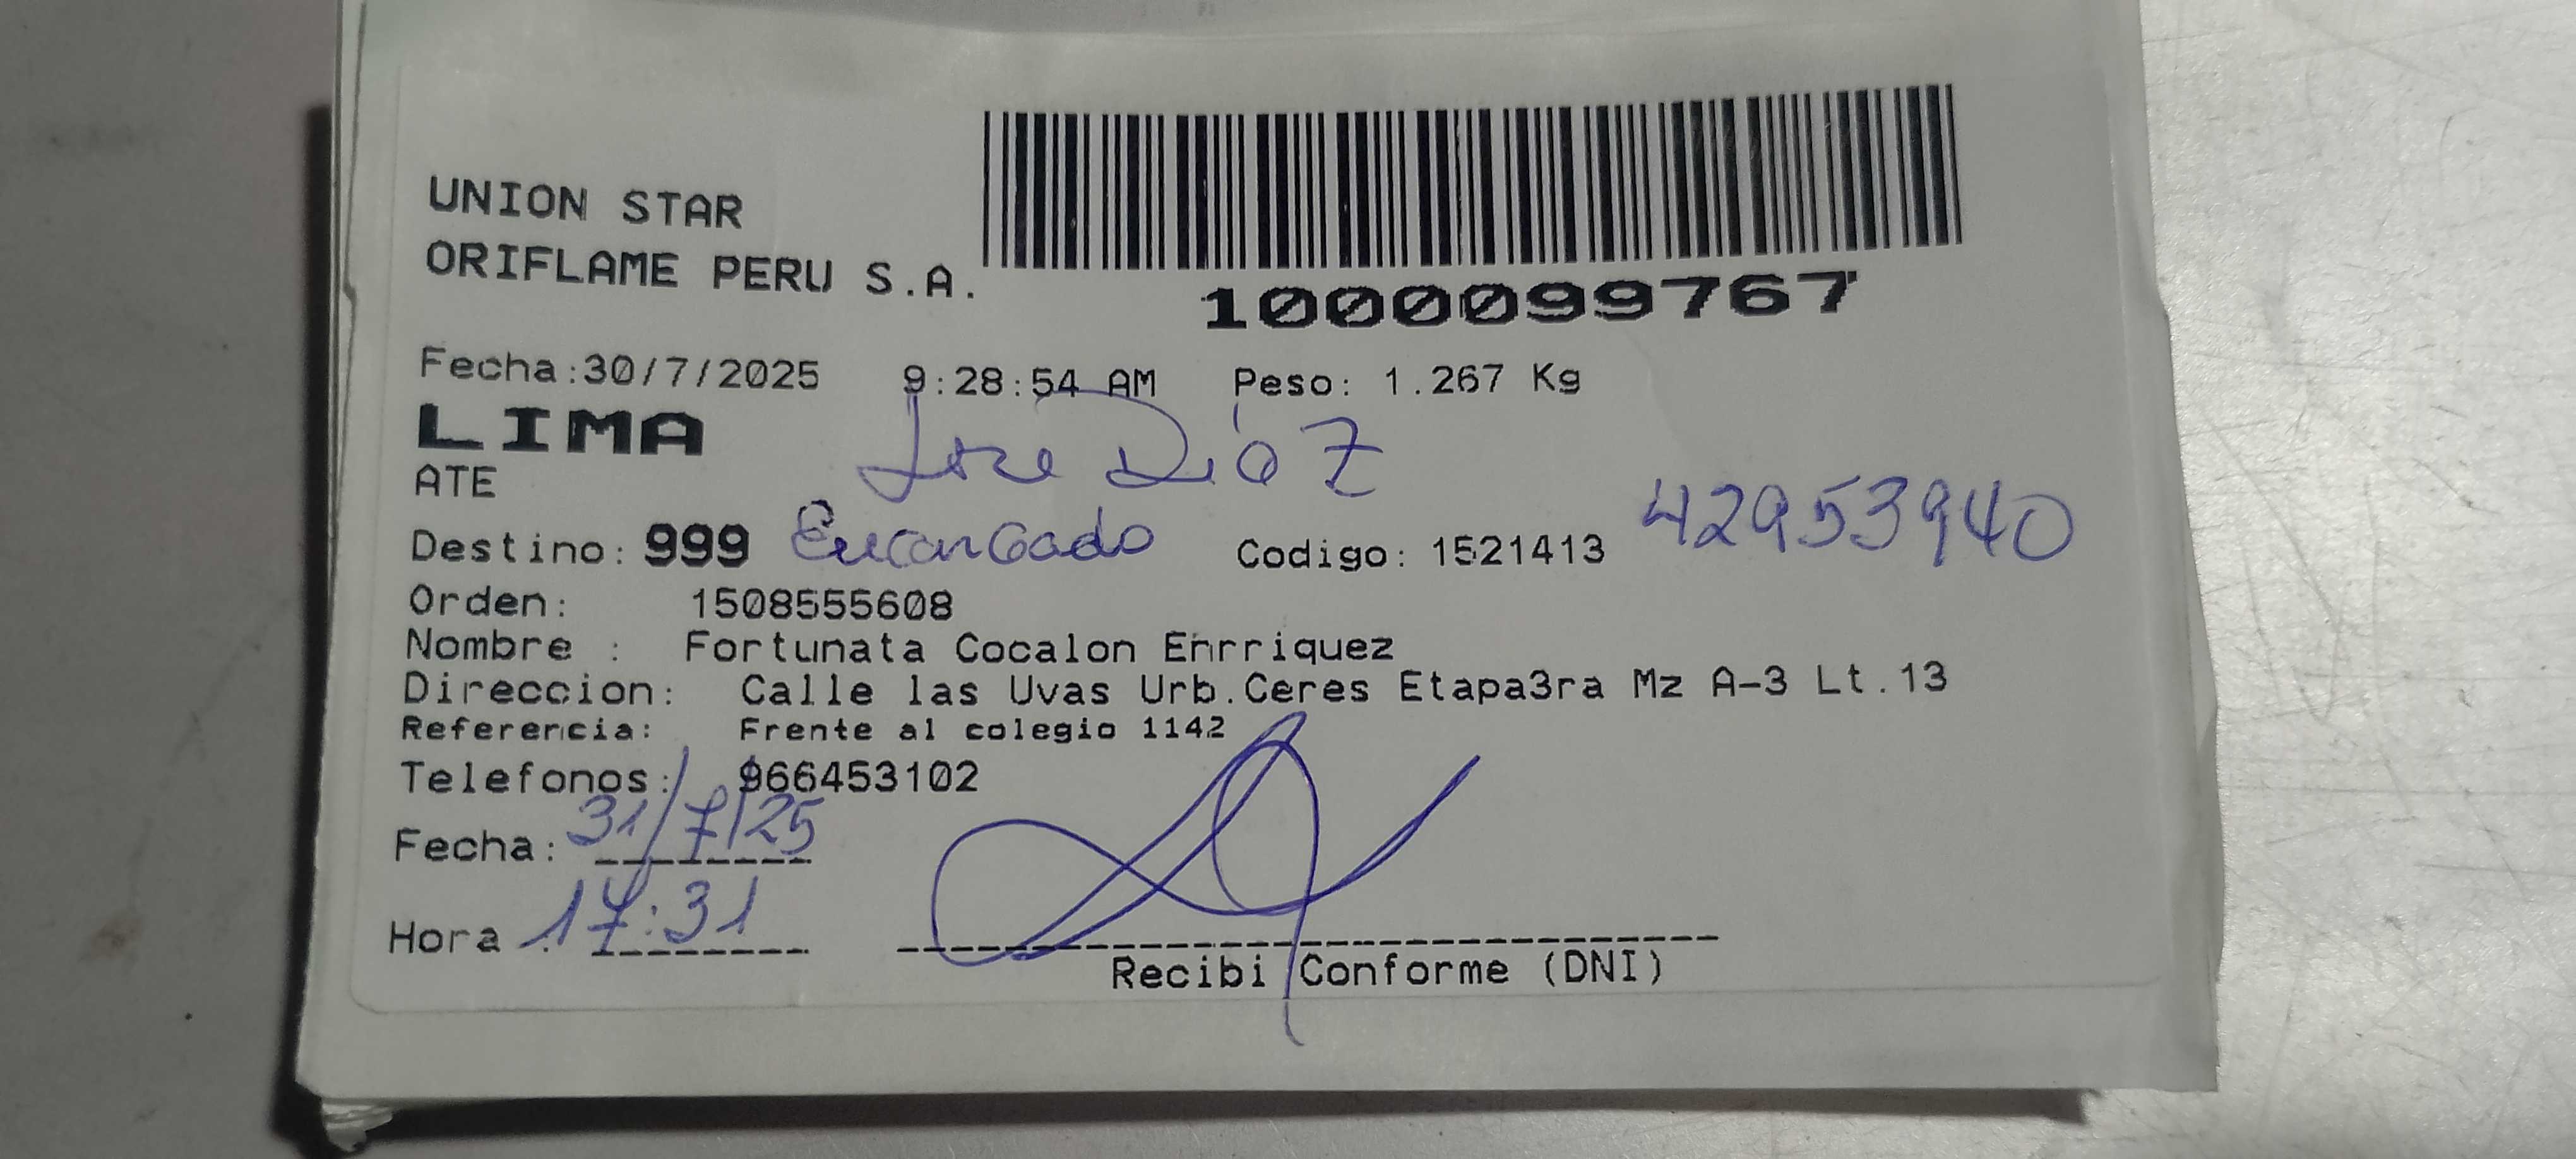 UNION STAR
ORIFLAME PERU S.A.
1000099767
Fecha:30/7/2025 9:28:54 AM Peso: 1.267 Kg
LIMA
Jose Díaz
ATE
42953940
Destino: 999 Encargado Codigo: 1521413
Orden: 1508555608
Nombre : Fortunata Cocalon Enrriquez
Direccion: Calle las Uvas Urb.Ceres Etapa3ra Mz A-3 Lt.13
Referencia: Frente al colegio 1142
Telefonos: 966453102
Fecha: 31/7/25
Hora : 17:31
Recibi Conforme (DNI)